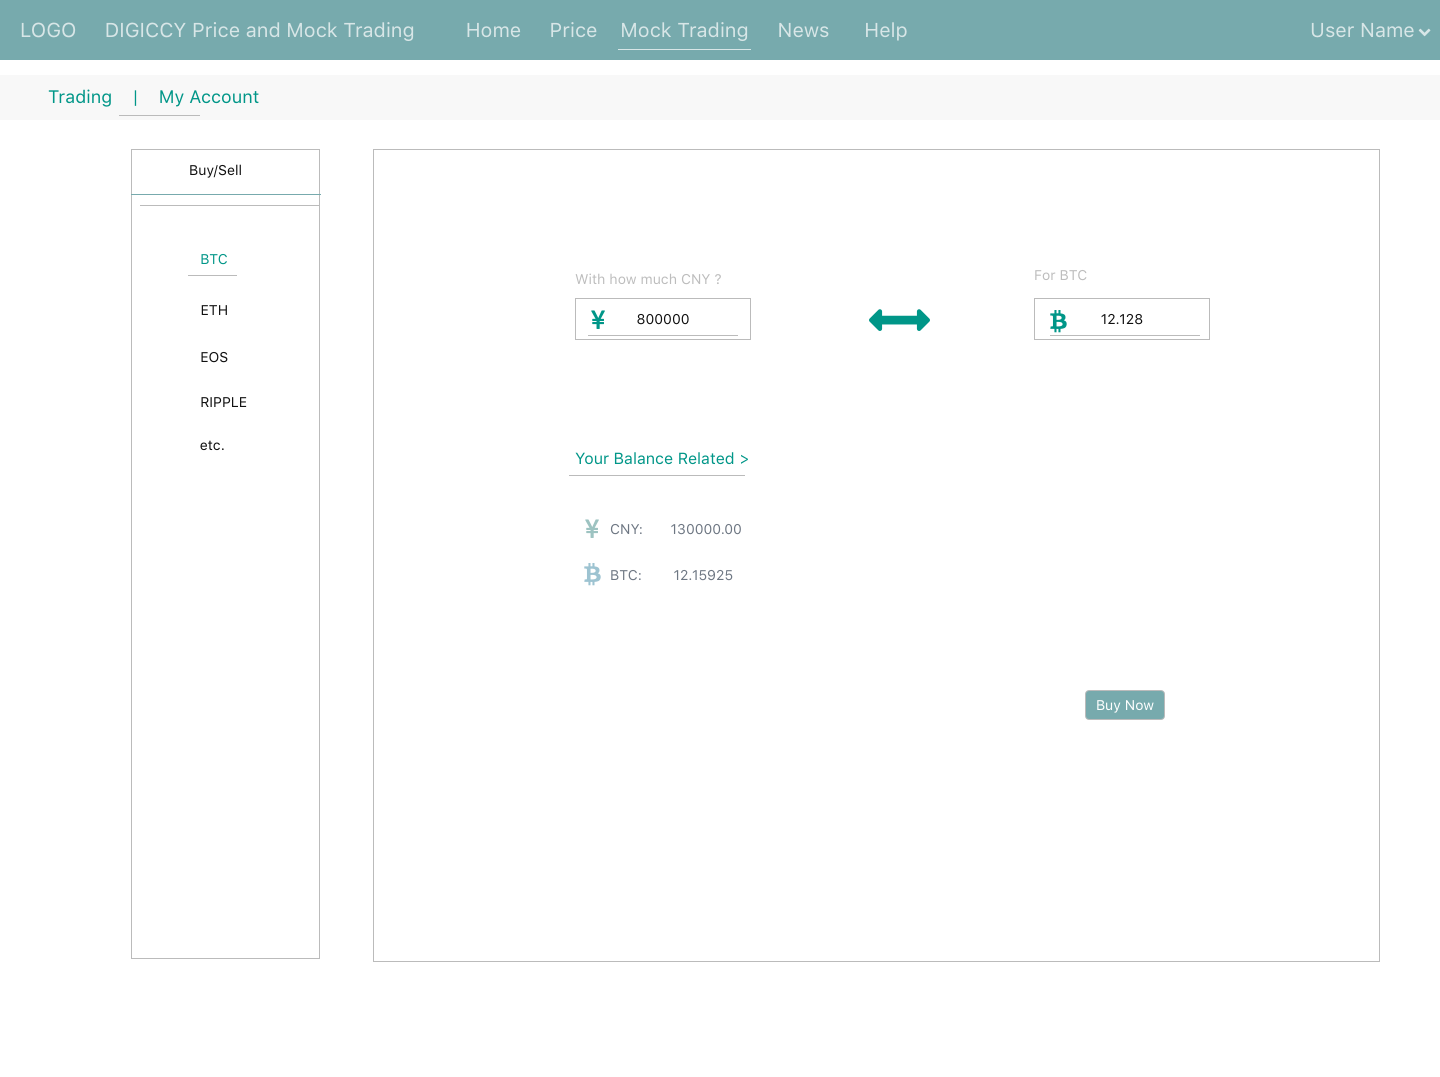 LOGO DIGICCY Price and Mock Trading Home Price Mock Trading News Help User Name
Trading | My Account
Buy/Sell
BTC
ETH
EOS
RIPPLE
etc.
With how much CNY ?
For BTC
¥ 800000
₿ 12.128
Your Balance Related >
¥ CNY: 130000.00
₿ BTC: 12.15925
Buy Now